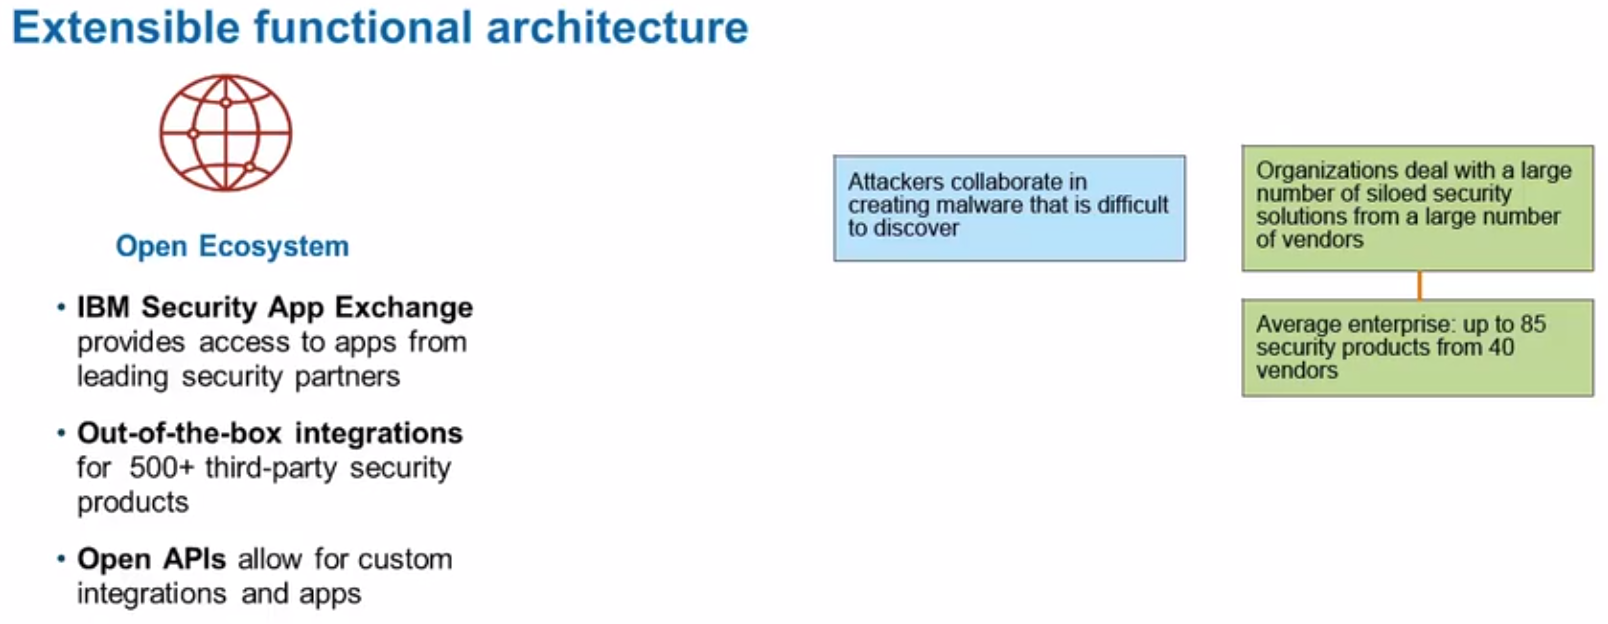 Extensible functional architecture
Open Ecosystem
• IBM Security App Exchange
provides access to apps from
leading security partners
• Out-of-the-box integrations
for 500+ third-party security
products
• Open APIs allow for custom
integrations and apps
Attackers collaborate in
creating malware that is difficult
to discover
Organizations deal with a large
number of siloed security
solutions from a large number
of vendors
Average enterprise: up to 85
security products from 40
vendors